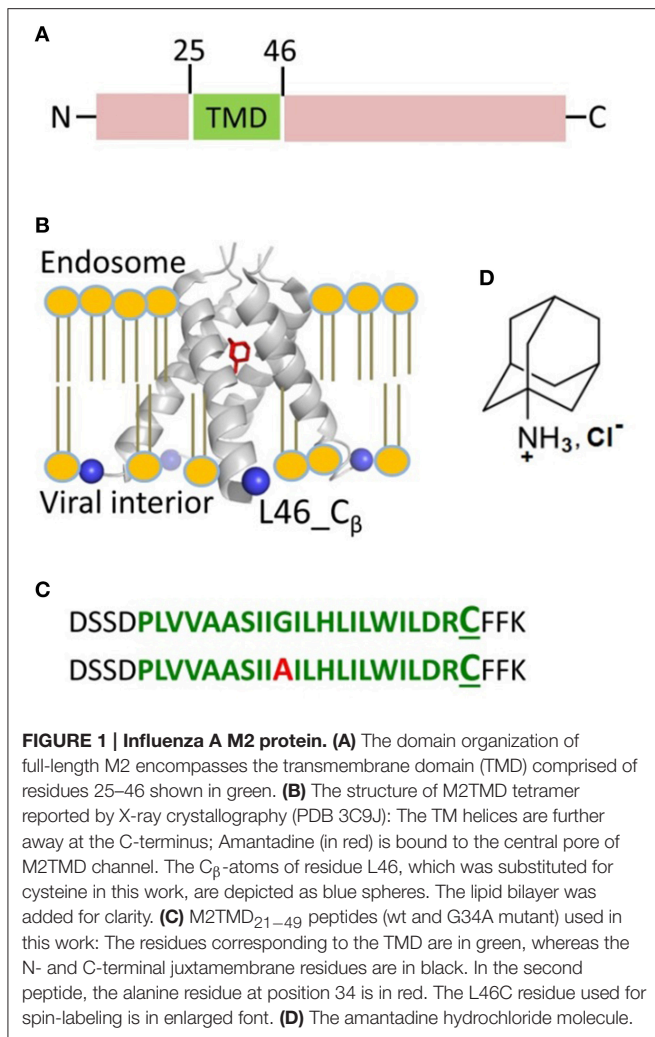 A
25 46
N TMD C
B
Endosome
Viral interior
L46_Cβ
D
NH₃, Cl⁻
+
C
DSSDPLVVAASIIGILHLILWILDRCFFK
DSSDPLVVAASIIAILHLILWILDRCFFK
FIGURE 1 | Influenza A M2 protein. (A) The domain organization of
full-length M2 encompasses the transmembrane domain (TMD) comprised of
residues 25–46 shown in green. (B) The structure of M2TMD tetramer
reported by X-ray crystallography (PDB 3C9J): The TM helices are further
away at the C-terminus; Amantadine (in red) is bound to the central pore of
M2TMD channel. The Cβ-atoms of residue L46, which was substituted for
cysteine in this work, are depicted as blue spheres. The lipid bilayer was
added for clarity. (C) M2TMD₂₁₋₄₉ peptides (wt and G34A mutant) used in
this work: The residues corresponding to the TMD are in green, whereas the
N- and C-terminal juxtamembrane residues are in black. In the second
peptide, the alanine residue at position 34 is in red. The L46C residue used for
spin-labeling is in enlarged font. (D) The amantadine hydrochloride molecule.